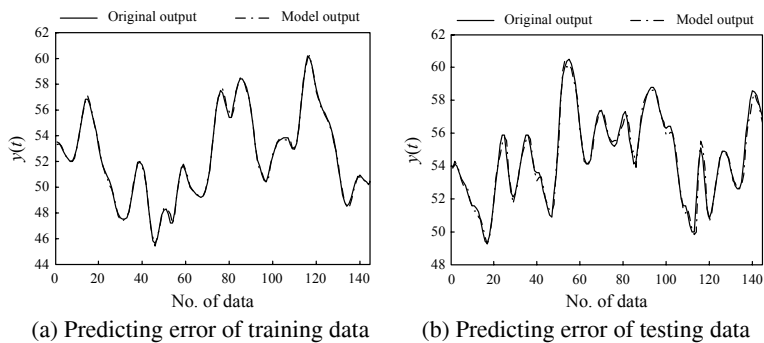 Original output Model output
62
60
58
56
54
52
50
48
46
44
y(t)
0 20 40 60 80 100 120 140
No. of data
(a) Predicting error of training data
Original output Model output
62
60
58
56
54
52
50
48
y(t)
0 20 40 60 80 100 120 140
No. of data
(b) Predicting error of testing data